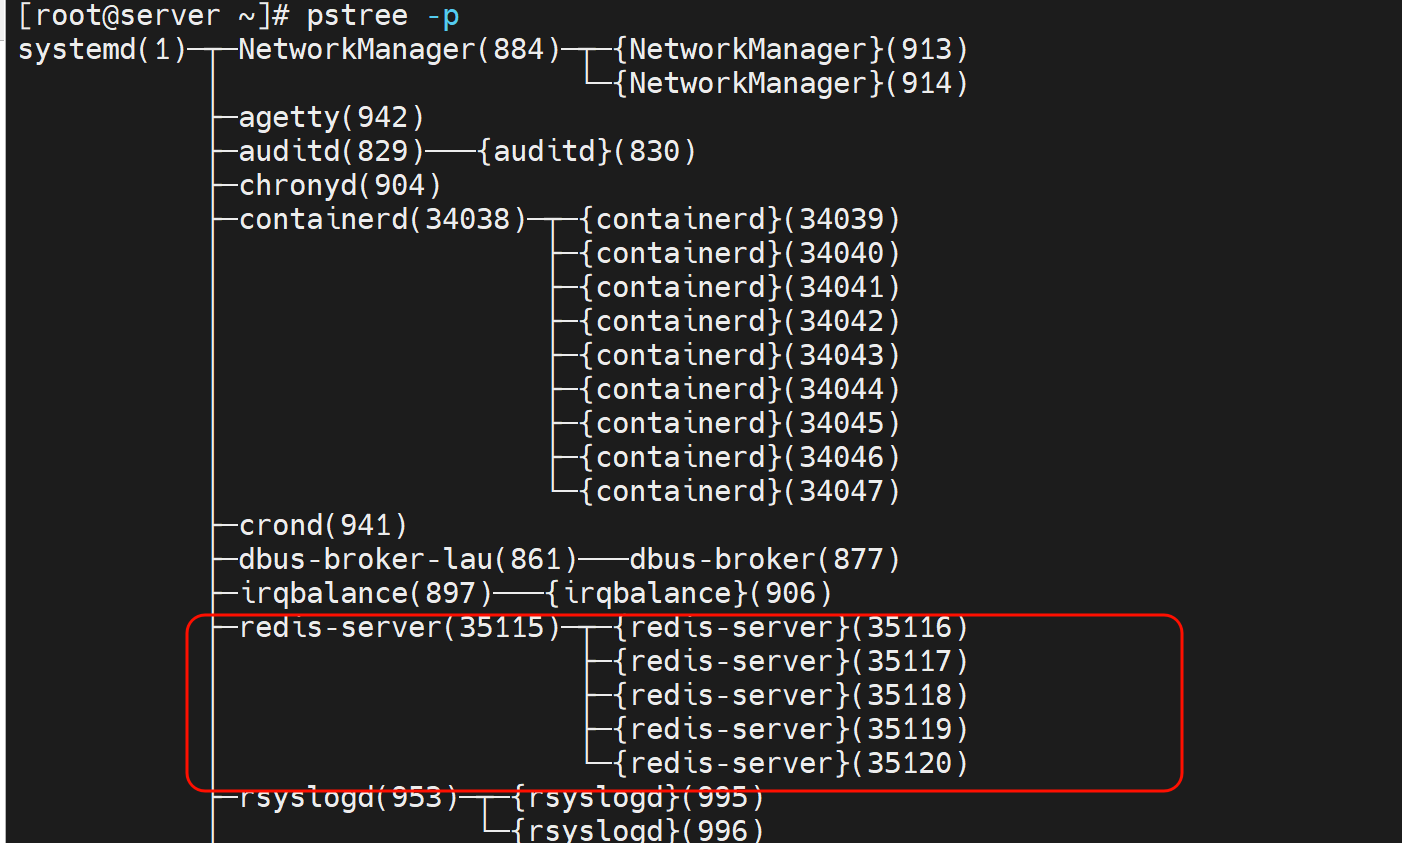 [root@server ~]# pstree -p
systemd(1)─┬─NetworkManager(884)─┬─{NetworkManager}(913)
           │                     └─{NetworkManager}(914)
           ├─agetty(942)
           ├─auditd(829)───{auditd}(830)
           ├─chronyd(904)
           ├─containerd(34038)─┬─{containerd}(34039)
           │                   ├─{containerd}(34040)
           │                   ├─{containerd}(34041)
           │                   ├─{containerd}(34042)
           │                   ├─{containerd}(34043)
           │                   ├─{containerd}(34044)
           │                   ├─{containerd}(34045)
           │                   ├─{containerd}(34046)
           │                   └─{containerd}(34047)
           ├─crond(941)
           ├─dbus-broker-lau(861)───dbus-broker(877)
           ├─irqbalance(897)───{irqbalance}(906)
           ├─redis-server(35115)─┬─{redis-server}(35116)
           │                     ├─{redis-server}(35117)
           │                     ├─{redis-server}(35118)
           │                     ├─{redis-server}(35119)
           │                     └─{redis-server}(35120)
           ├─rsyslogd(953)─┬─{rsyslogd}(995)
           │               └─{rsyslogd}(996)